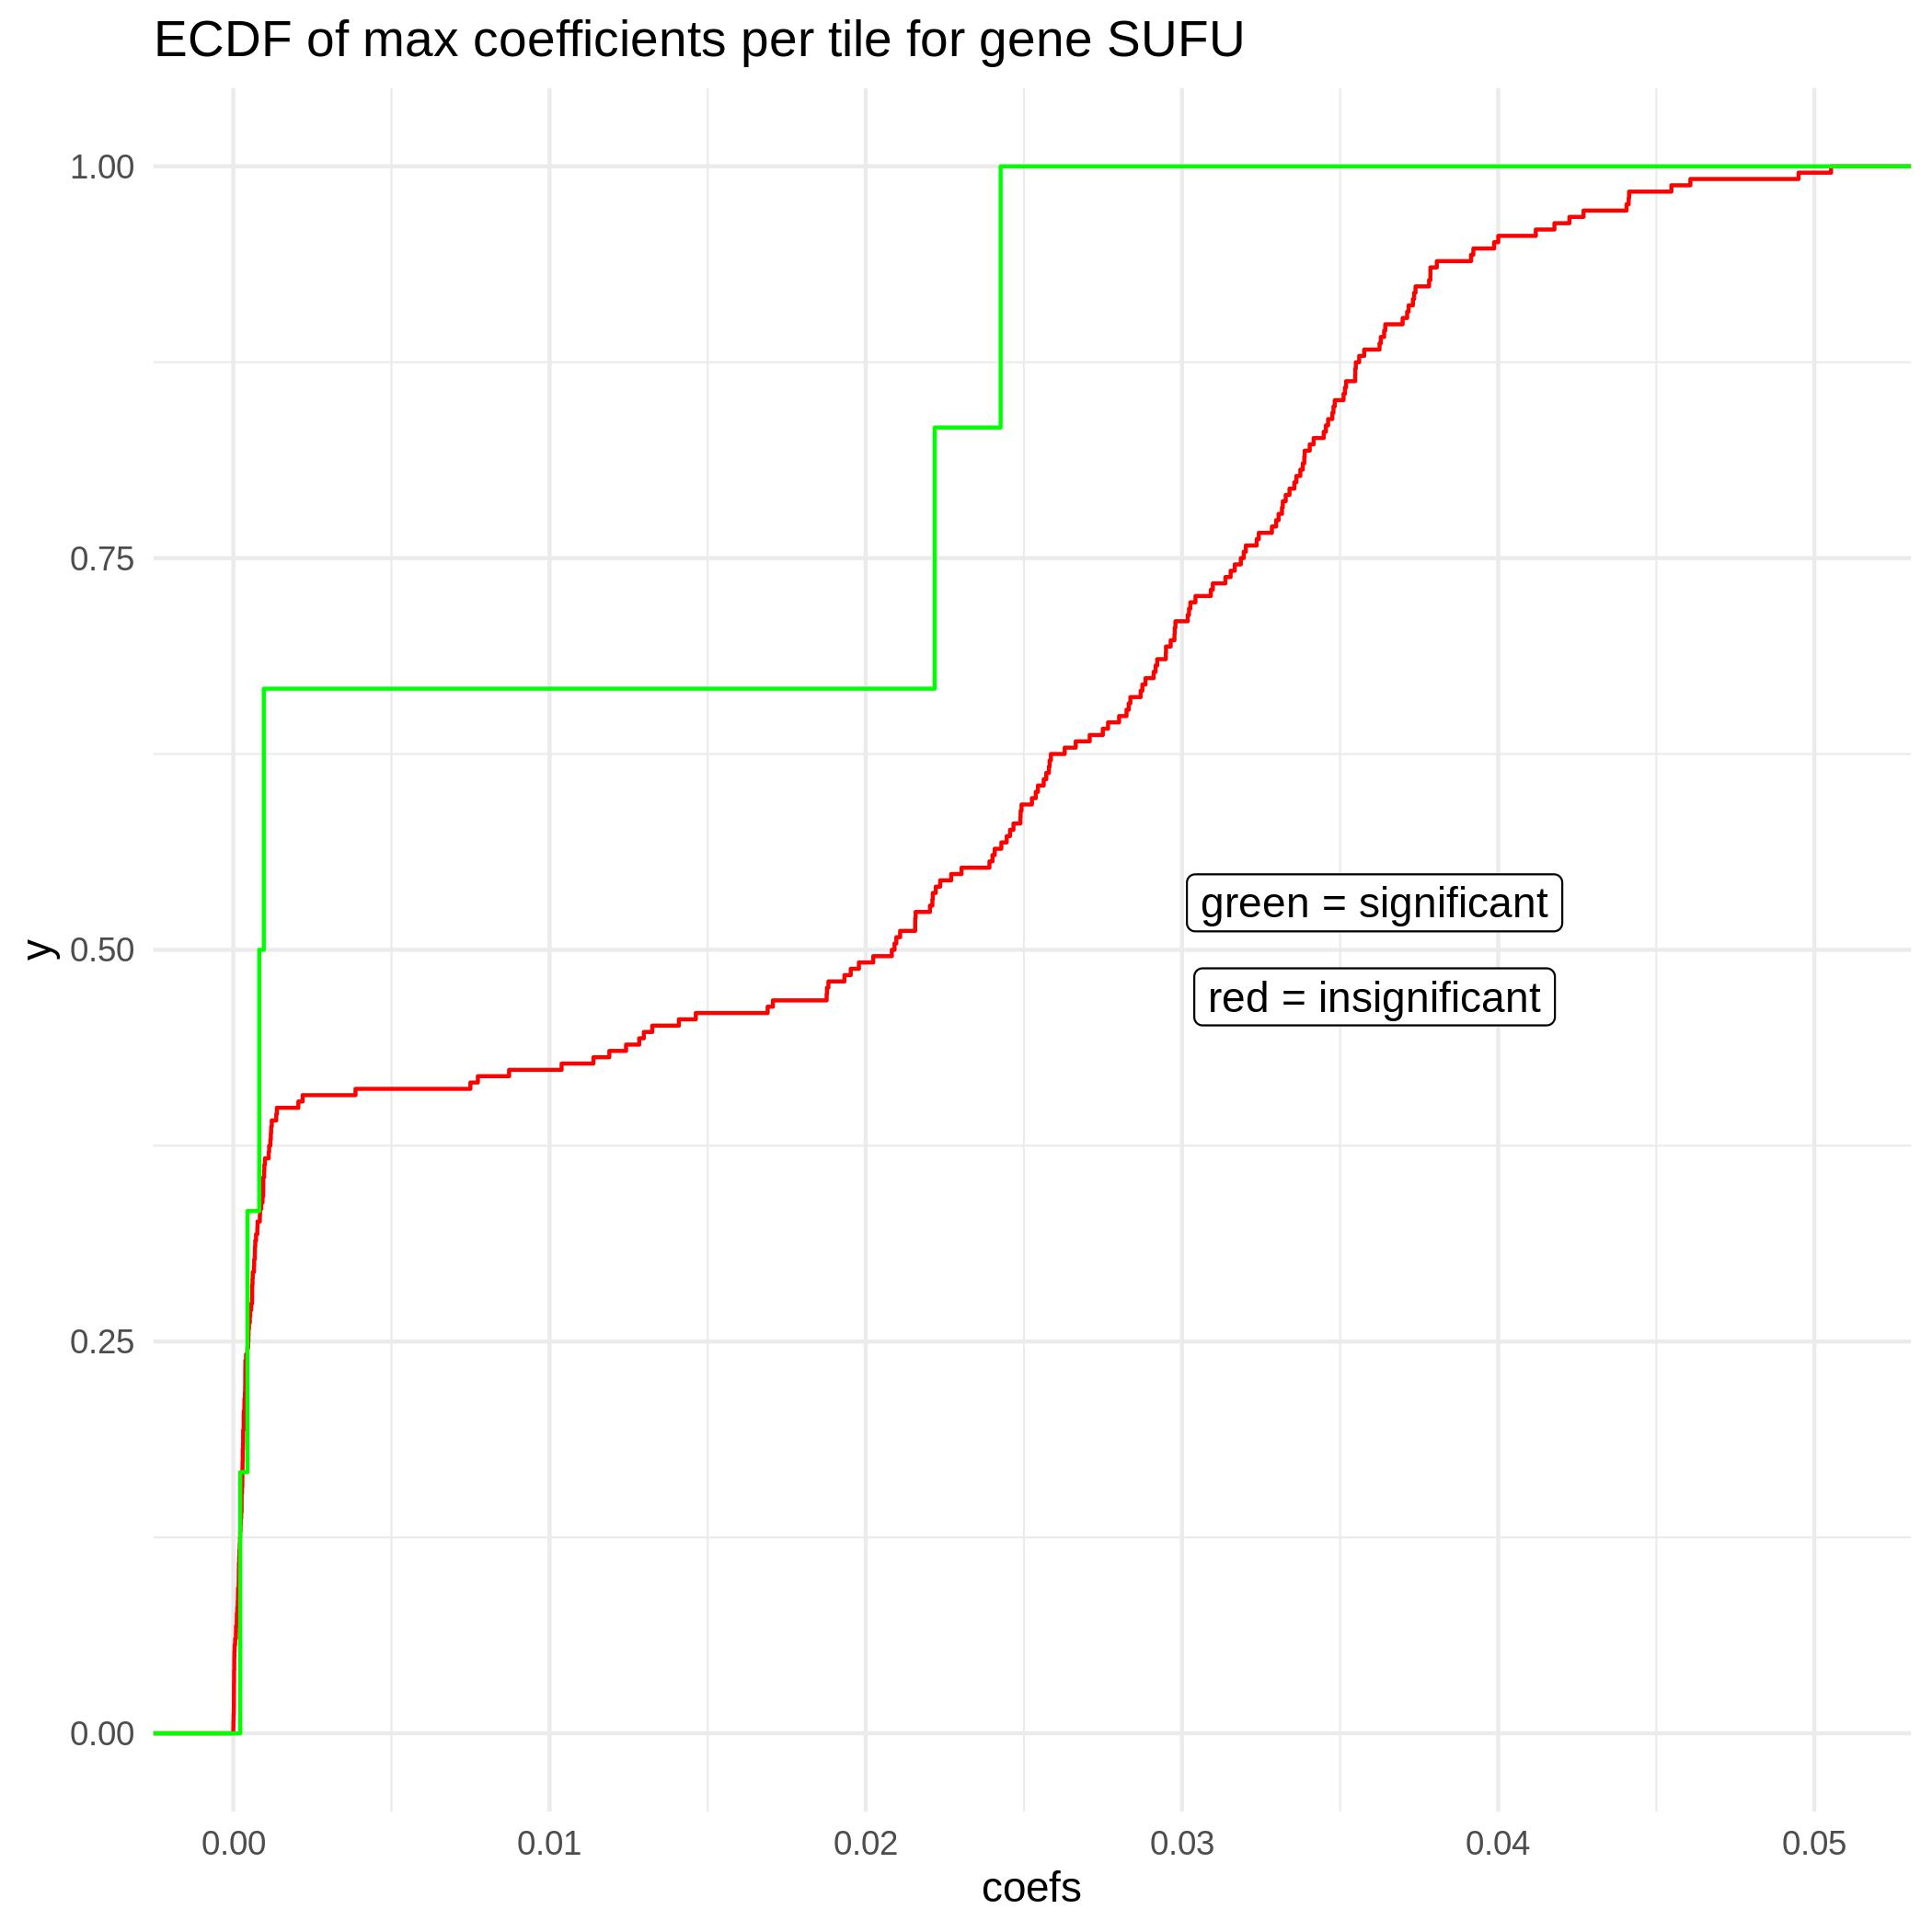 ECDF of max coefficients per tile for gene SUFU
1.00
0.75
0.50
0.25
0.00
y
green = significant
red = insignificant
0.00 0.01 0.02 0.03 0.04 0.05
coefs